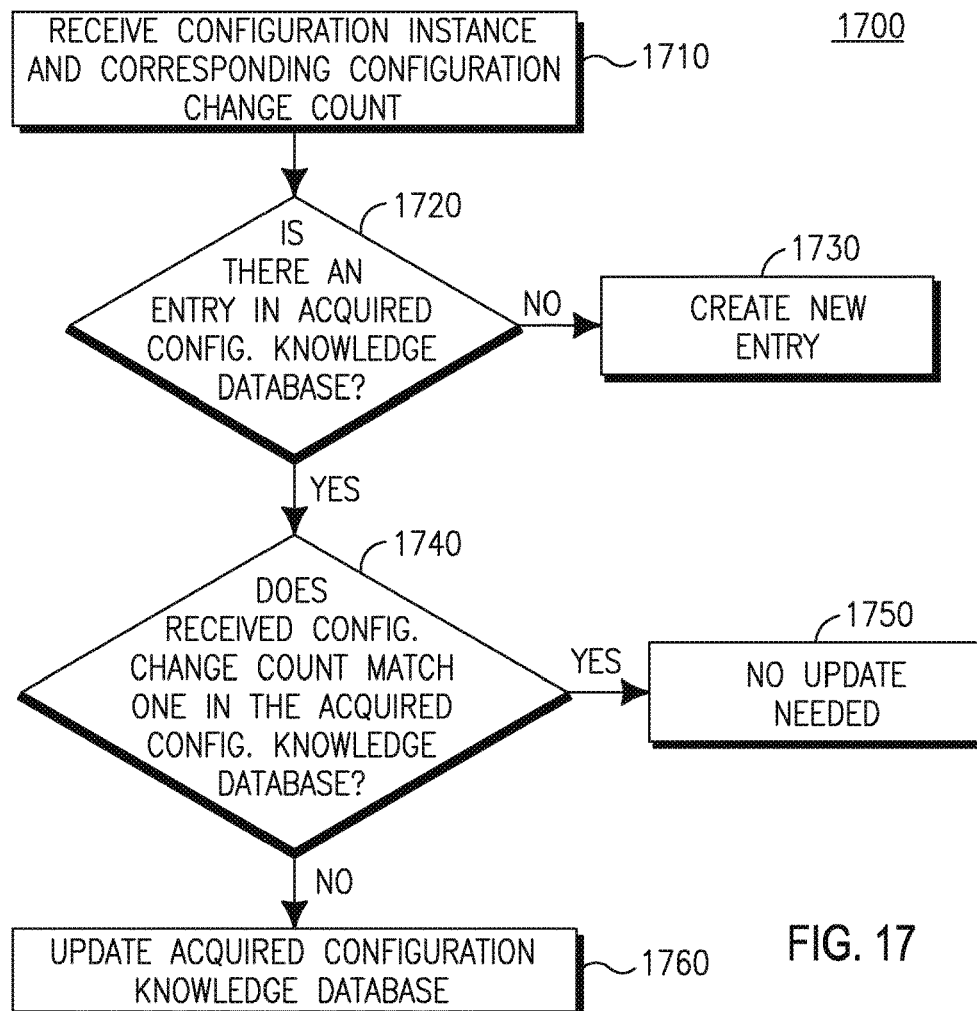 1700
RECEIVE CONFIGURATION INSTANCE
AND CORRESPONDING CONFIGURATION
CHANGE COUNT
1710
1720
IS
THERE AN
ENTRY IN ACQUIRED
CONFIG. KNOWLEDGE
DATABASE?
NO
1730
CREATE NEW
ENTRY
YES
1740
DOES
RECEIVED CONFIG.
CHANGE COUNT MATCH
ONE IN THE ACQUIRED
CONFIG. KNOWLEDGE
DATABASE?
YES
1750
NO UPDATE
NEEDED
NO
UPDATE ACQUIRED CONFIGURATION
KNOWLEDGE DATABASE
1760
FIG. 17